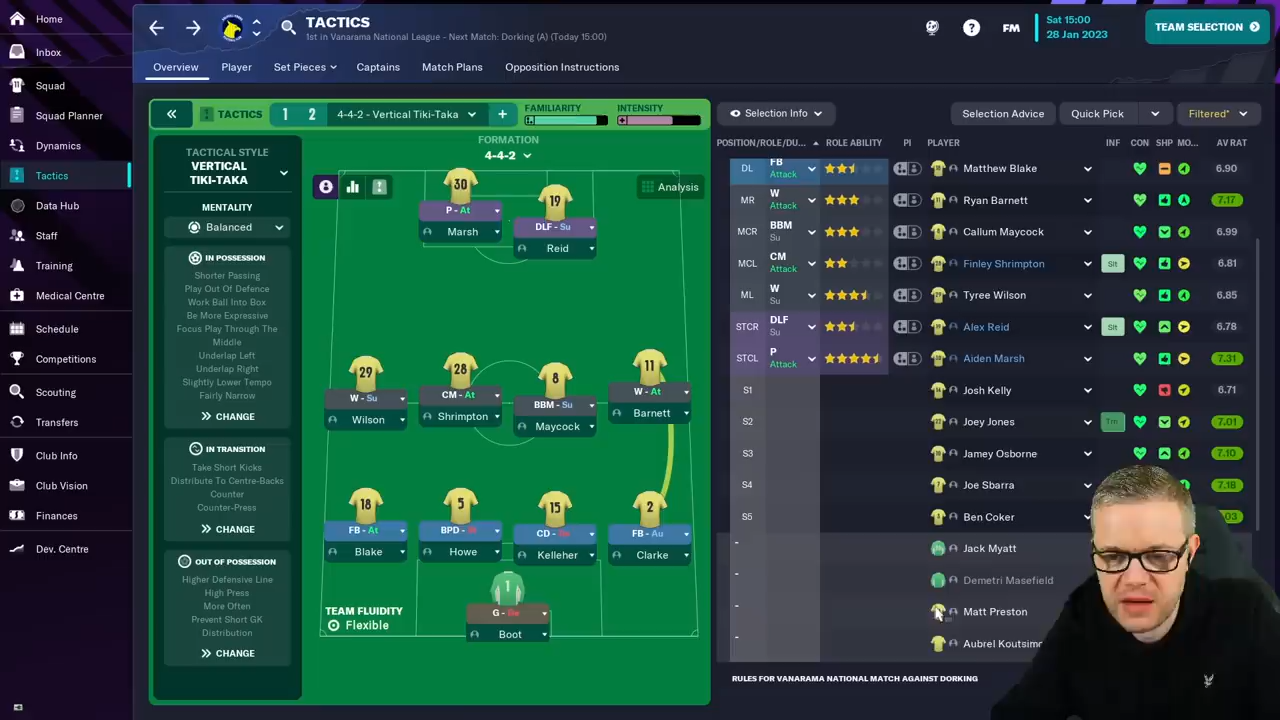 Home
Inbox
Squad
Squad Planner
Dynamics
Tactics
Data Hub
Staff
Training
Medical Centre
Schedule
Competitions
Scouting
Transfers
Club Info
Club Vision
Finances
Dev. Centre
TACTICS
1st in Vanarama National League - Next Match: Dorking (A) (Today 15:00)
FM
Sat 15:00
28 Jan 2023
TEAM SELECTION
Overview Player Set Pieces Captains Match Plans Opposition Instructions
TACTICS 1 2 4-4-2 - Vertical Tiki-Taka +
FAMILIARITY
INTENSITY
TACTICAL STYLE
VERTICAL
TIKI-TAKA
MENTALITY
Balanced
IN POSSESSION
Shorter Passing
Play Out Of Defence
Work Ball Into Box
Be More Expressive
Focus Play Through The
Middle
Underlap Left
Underlap Right
Slightly Lower Tempo
Fairly Narrow
CHANGE
IN TRANSITION
Take Short Kicks
Distribute To Centre-Backs
Counter
Counter-Press
CHANGE
OUT OF POSSESSION
Higher Defensive Line
High Press
More Often
Prevent Short GK
Distribution
CHANGE
FORMATION
4-4-2
Analysis
30
P - At
Marsh
19
DLF - Su
Reid
29
W - Su
Wilson
28
CM - At
Shrimpton
8
BBM - Su
Maycock
11
W - At
Barnett
18
FB - At
Blake
5
BPD - De
Howe
15
CD - De
Kelleher
2
FB - Au
Clarke
1
G - De
Boot
TEAM FLUIDITY
Flexible
Selection Info
Selection Advice
Quick Pick
Filtered*
POSITION/ROLE/DU... ROLE ABILITY PI PLAYER INF CON SHP MO... AV RAT
DL FB Attack Matthew Blake 6.90
MR W Attack Ryan Barnett 7.17
MCR BBM Su Callum Maycock 6.99
MCL CM Attack Finley Shrimpton Slt 6.81
ML W Su Tyree Wilson 6.85
STCR DLF Su Alex Reid Slt 6.78
STCL P Attack Aiden Marsh 7.31
S1 Josh Kelly 6.71
S2 Joey Jones Trn 7.01
S3 Jamey Osborne 7.10
S4 Joe Sbarra 7.18
S5 Ben Coker
- Jack Myatt
- Demetri Masefield
- Matt Preston
- Aubrel Koutsimo
RULES FOR VANARAMA NATIONAL MATCH AGAINST DORKING